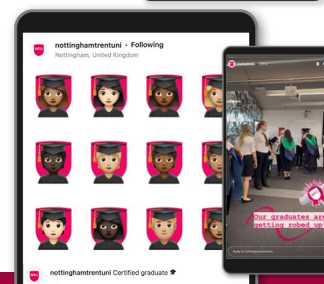 nottinghamtrentuni • Following
Nottingham, United Kingdom
nottinghamtrentuni Certified graduate 🎓
Our graduates are
getting robed up